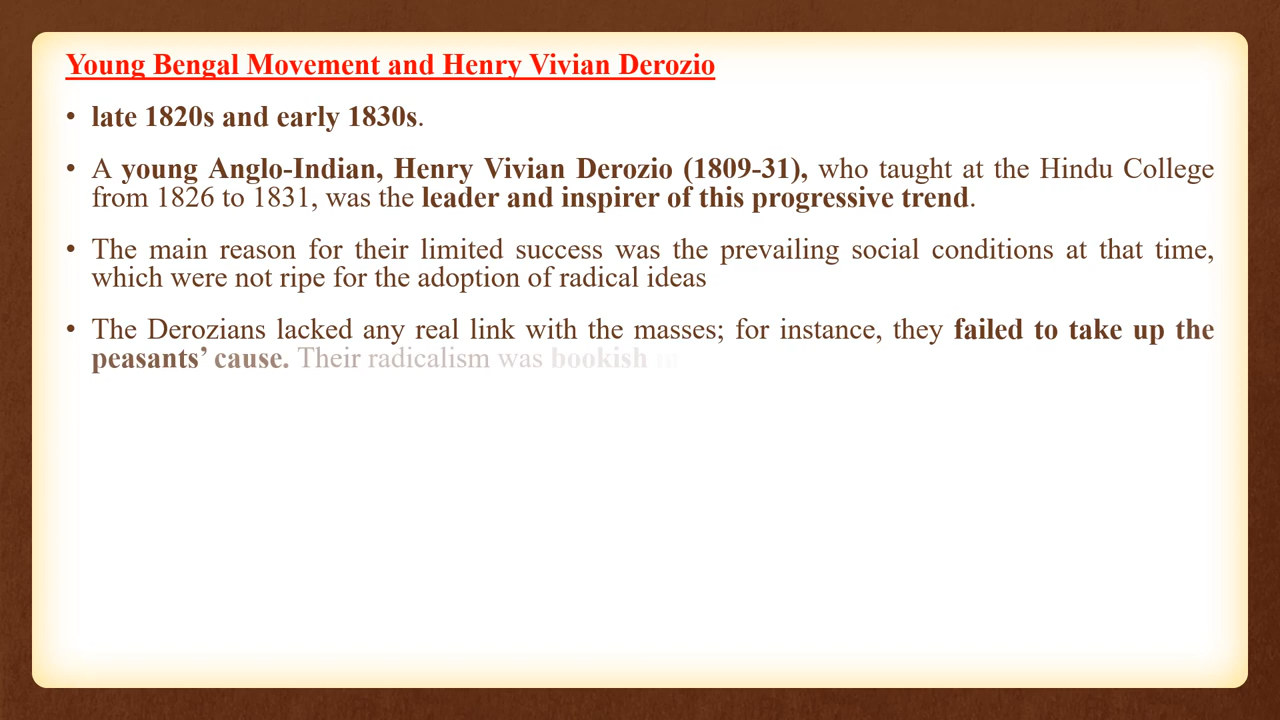 Young Bengal Movement and Henry Vivian Derozio
• late 1820s and early 1830s.
• A young Anglo-Indian, Henry Vivian Derozio (1809-31), who taught at the Hindu College
from 1826 to 1831, was the leader and inspirer of this progressive trend.
• The main reason for their limited success was the prevailing social conditions at that time,
which were not ripe for the adoption of radical ideas
• The Derozians lacked any real link with the masses; for instance, they failed to take up the
peasants’ cause. Their radicalism was bookish